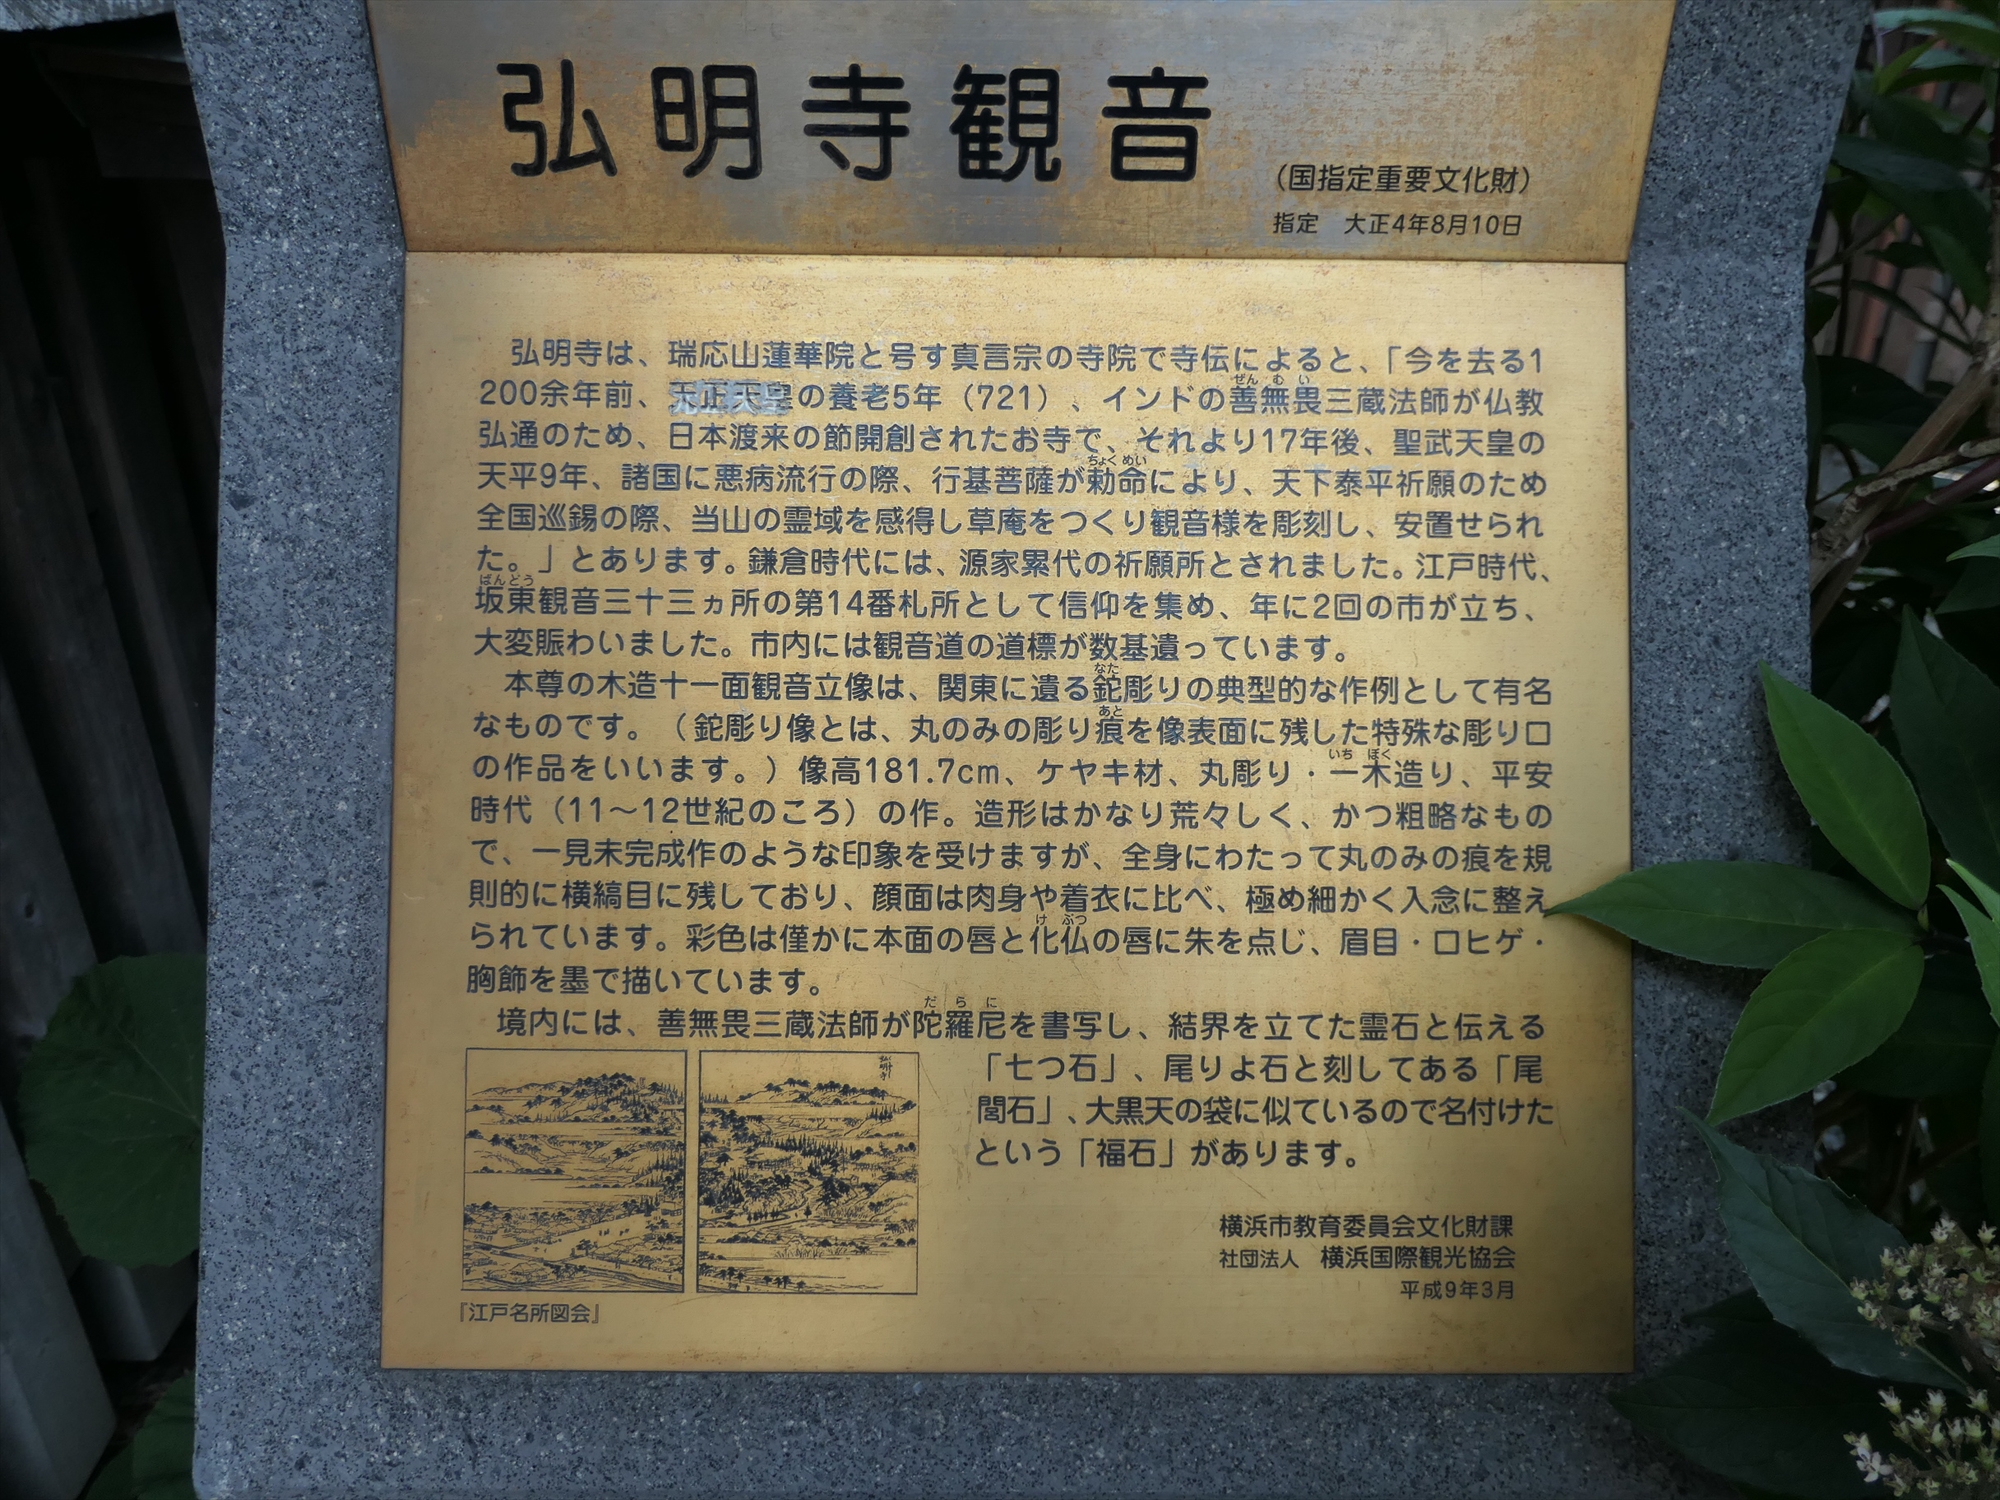 弘明寺観音
(国指定重要文化財)
指定 大正4年8月10日
弘明寺は、瑞応山蓮華院と号す真言宗の寺院で寺伝によると、「今を去る1
200余年前、天正天皇の養老5年(721)、インドの善無畏三蔵法師が仏教
ぜんむい
弘通のため、日本渡来の節開創されたお寺で、それより17年後、聖武天皇の
天平9年、諸国に悪病流行の際、行基菩薩が勅命により、天下泰平祈願のため
ちょくめい
全国巡錫の際、当山の霊域を感得し草庵をつくり観音様を彫刻し、安置せられ
た。」とあります。鎌倉時代には、源家累代の祈願所とされました。江戸時代、
坂東観音三十三ヵ所の第14番札所として信仰を集め、年に2回の市が立ち、
ばんどう
大変賑わいました。市内には観音道の道標が数基遺っています。
本尊の木造十一面観音立像は、関東に遺る鉈彫りの典型的な作例として有名
なた
なものです。(鉈彫り像とは、丸のみの彫り痕を像表面に残した特殊な彫り口
あと
の作品をいいます。)像高181.7cm、ケヤキ材、丸彫り・一木造り、平安
いちぼく
時代(11〜12世紀のころ)の作。造形はかなり荒々しく、かつ粗略なもの
で、一見未完成作のような印象を受けますが、全身にわたって丸のみの痕を規
則的に横縞目に残しており、顔面は肉身や着衣に比べ、極め細かく入念に整え
られています。彩色は僅かに本面の唇と化仏の唇に朱を点じ、眉目・口ヒゲ・
けぶつ
胸飾を墨で描いています。
境内には、善無畏三蔵法師が陀羅尼を書写し、結界を立てた霊石と伝える
だらに
「七つ石」、尾りよ石と刻してある「尾
閭石」、大黒天の袋に似ているので名付けた
という「福石」があります。
弘明寺
『江戸名所図会』
横浜市教育委員会文化財課
社団法人 横浜国際観光協会
平成9年3月